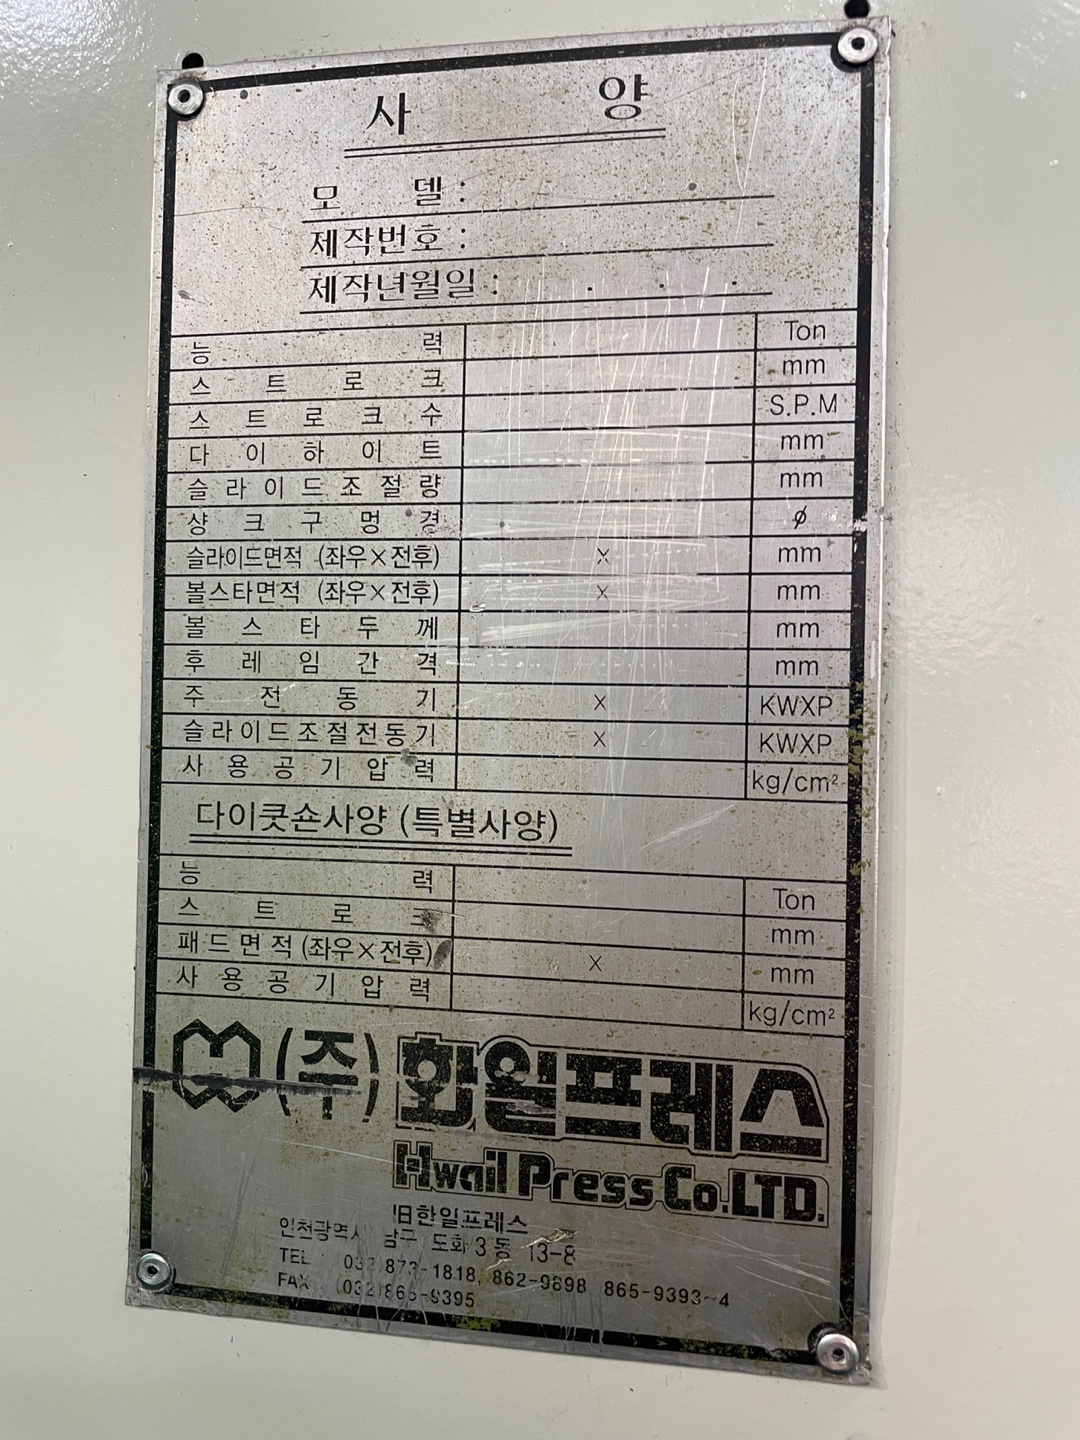 사 양
모 델 :
제작번호 :
제작년월일 : . . .
능 력 Ton
스 트 로 크 mm
스 트 로 크 수 S.P.M
다 이 하 이 트 mm
슬 라 이 드 조 절 량 mm
샹 크 구 멍 경 ø
슬라이드면적 (좌우×전후) × mm
볼스타면적 (좌우×전후) × mm
볼 스 타 두 께 mm
후 레 임 간 격 mm
주 전 동 기 × KWXP
슬라이드조절전동기 × KWXP
사 용 공 기 압 력 kg/cm²
다이쿳숀사양 (특별사양)
능 력 Ton
스 트 로 크 mm
패드면적 (좌우×전후) × mm
사 용 공 기 압 력 kg/cm²
(주) 화일프레스
Hwail Press Co.LTD.
旧한일프레스
인천광역시 남구 도화3동 13-8
TEL 032)873-1818, 862-9898 865-9393~4
FAX (032)865-9395